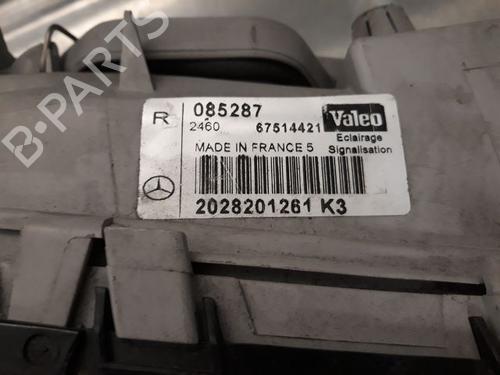 B-PARTS
R
085287
2460 67514421
MADE IN FRANCE 5
2028201261 K3
Valeo
Eclairage
Signalisation